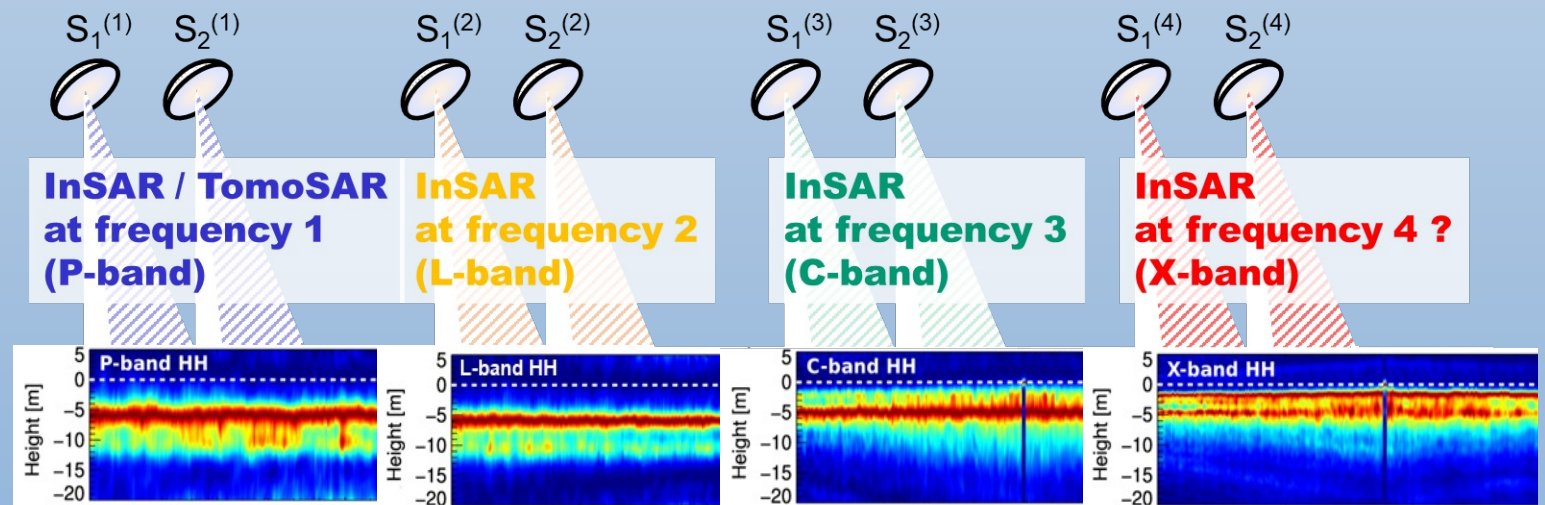 S₁⁽¹⁾ S₂⁽¹⁾ S₁⁽²⁾ S₂⁽²⁾ S₁⁽³⁾ S₂⁽³⁾ S₁⁽⁴⁾ S₂⁽⁴⁾
InSAR / TomoSAR
at frequency 1
(P-band)
InSAR
at frequency 2
(L-band)
InSAR
at frequency 3
(C-band)
InSAR
at frequency 4 ?
(X-band)
P-band HH
Height [m]
5
0
−5
−10
−15
−20
L-band HH
Height [m]
5
0
−5
−10
−15
−20
C-band HH
Height [m]
5
0
−5
−10
−15
−20
X-band HH
Height [m]
5
0
−5
−10
−15
−20